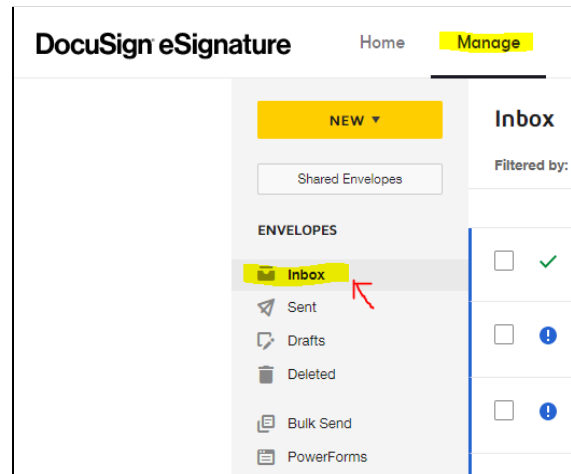 DocuSign eSignature Home Manage
NEW
Inbox
Shared Envelopes
Filtered by:
ENVELOPES
Inbox
Sent
Drafts
Deleted
Bulk Send
PowerForms